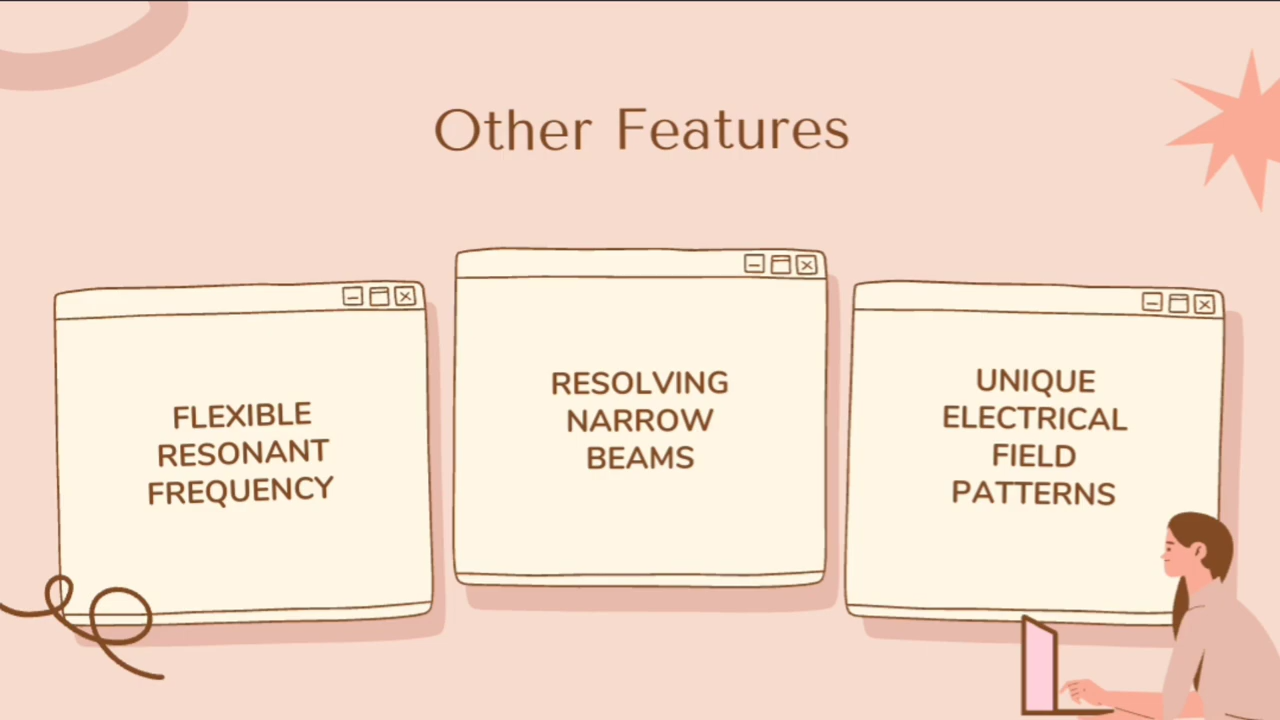 Other Features
FLEXIBLE
RESONANT
FREQUENCY
RESOLVING
NARROW
BEAMS
UNIQUE
ELECTRICAL
FIELD
PATTERNS